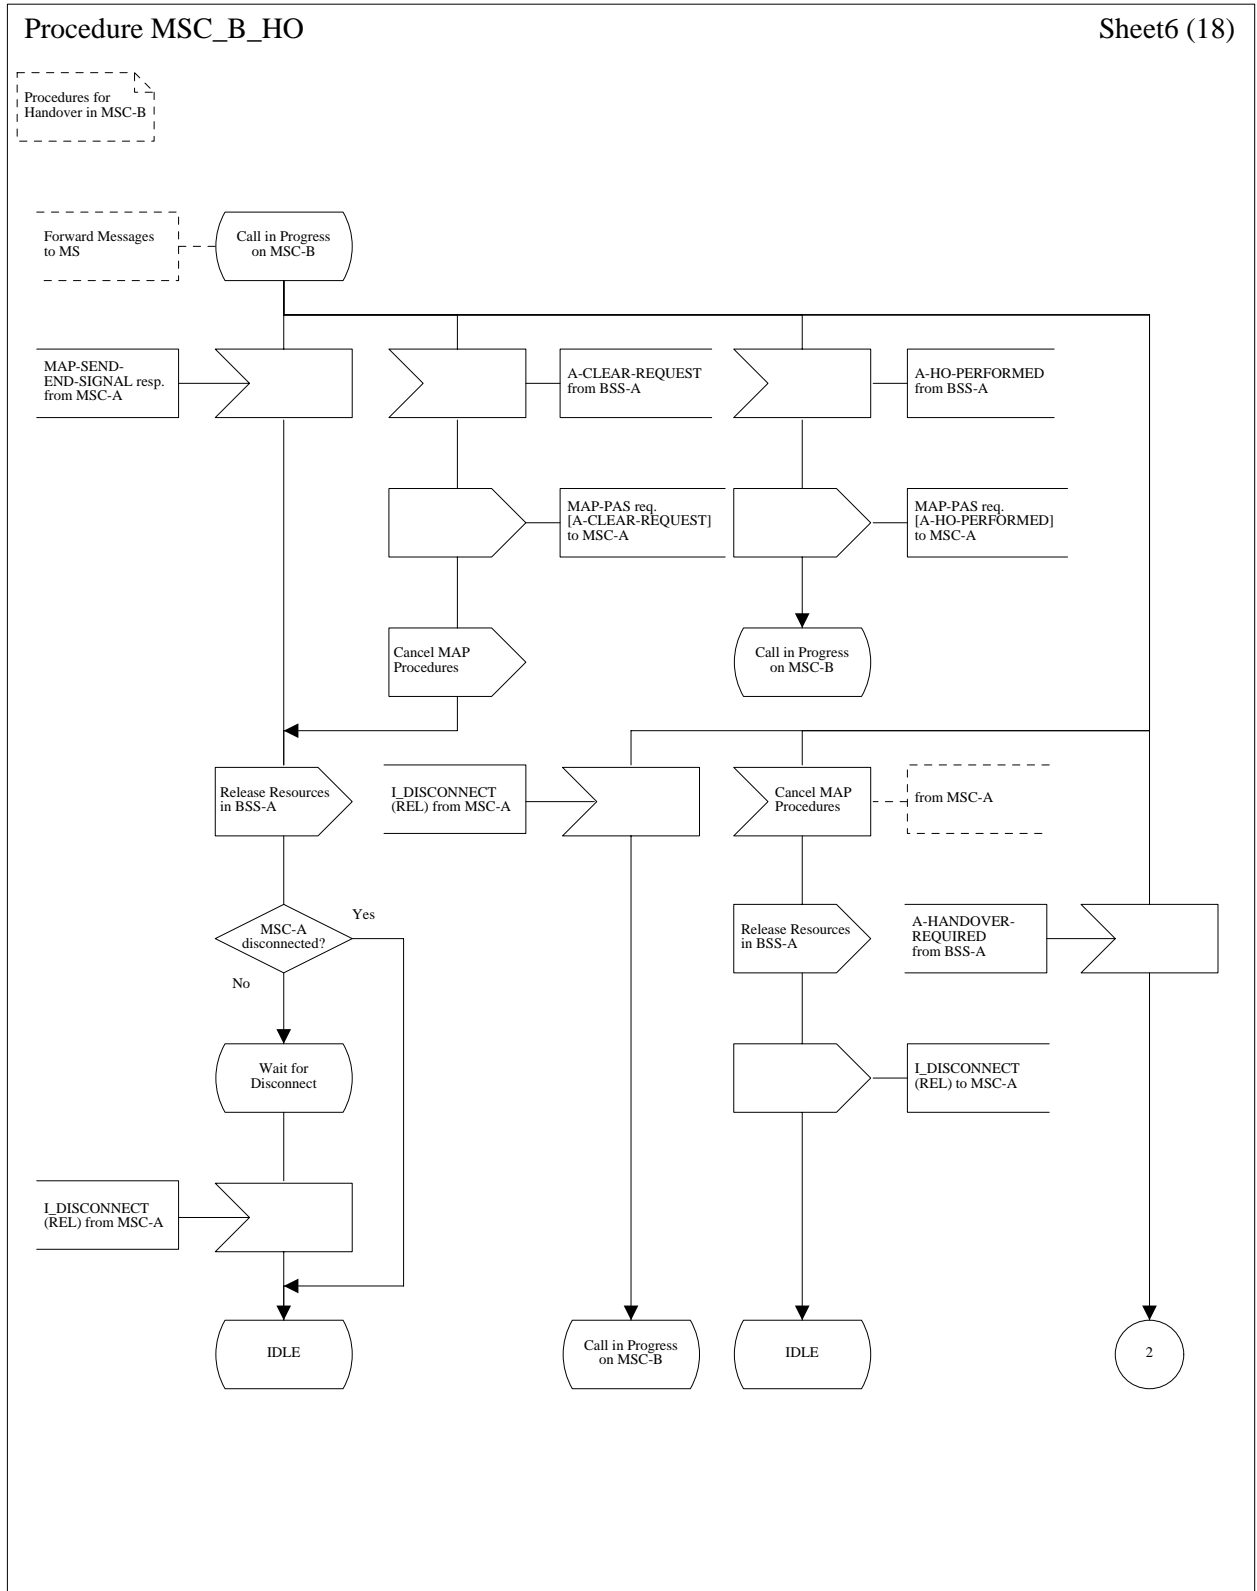 Procedure MSC_B_HO
Sheet6 (18)
Procedures for
Handover in MSC-B
Forward Messages
to MS
Call in Progress
on MSC-B
MAP-SEND-
END-SIGNAL resp.
from MSC-A
A-CLEAR-REQUEST
from BSS-A
A-HO-PERFORMED
from BSS-A
MAP-PAS req.
[A-CLEAR-REQUEST]
to MSC-A
MAP-PAS req.
[A-HO-PERFORMED]
to MSC-A
Cancel MAP
Procedures
Call in Progress
on MSC-B
Release Resources
in BSS-A
I_DISCONNECT
(REL) from MSC-A
Cancel MAP
Procedures
from MSC-A
MSC-A
disconnected?
Yes
No
Release Resources
in BSS-A
A-HANDOVER-
REQUIRED
from BSS-A
Wait for
Disconnect
I_DISCONNECT
(REL) to MSC-A
I_DISCONNECT
(REL) from MSC-A
IDLE
Call in Progress
on MSC-B
IDLE
2